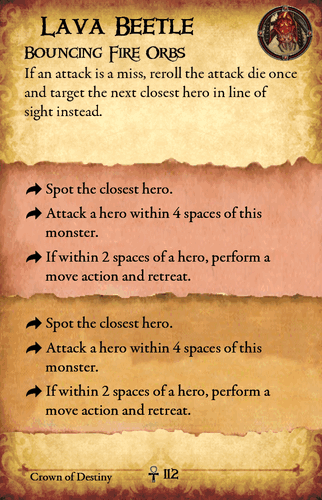 Lava Beetle
Bouncing Fire Orbs
If an attack is a miss, reroll the attack die once
and target the next closest hero in line of
sight instead.
Spot the closest hero.
Attack a hero within 4 spaces of this
monster.
If within 2 spaces of a hero, perform a
move action and retreat.
Spot the closest hero.
Attack a hero within 4 spaces of this
monster.
If within 2 spaces of a hero, perform a
move action and retreat.
Crown of Destiny
112